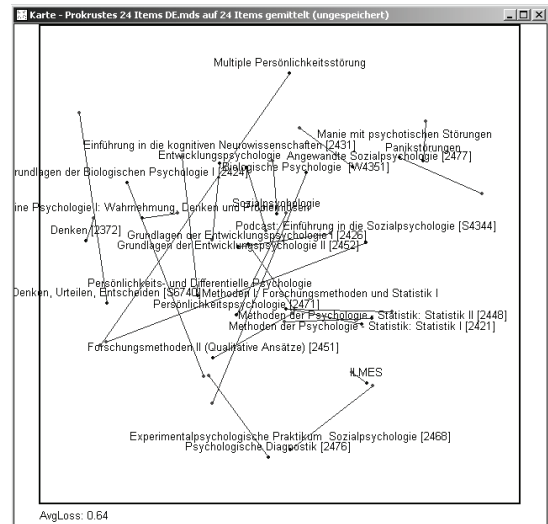 Karte - Prokrustes 24 Items DE.mds auf 24 Items gemittelt (ungespeichert)
Multiple Persönlichkeitsstörung
Manie mit psychotischen Störungen
Einführung in die kognitiven Neurowissenschaften [2431]
Panikstörungen
Entwicklungspsychologie
Angewandte Sozialpsychologie [2477]
Biologische Psychologie [W4351]
rundlagen der Biologischen Psychologie I [2424]
Sozialpsychologie
ine Psychologie I: Wahrnehmung, Denken und Problemlösen
Podcast: Einführung in die Sozialpsychologie [S4344]
Denken [2372]
Grundlagen der Entwicklungspsychologie I [2426]
Grundlagen der Entwicklungspsychologie II [2452]
Persönlichkeits- und Differentielle Psychologie
Denken, Urteilen, Entscheiden [S6740]
Methoden I: Forschungsmethoden und Statistik I
Persönlichkeitspsychologie [2471]
Methoden der Psychologie - Statistik: Statistik II [2448]
Methoden der Psychologie - Statistik: Statistik I [2421]
Forschungsmethoden II (Qualitative Ansätze) [2451]
ILMES
Experimentalpsychologische Praktikum Sozialpsychologie [2468]
Psychologische Diagnostik [2476]
AvgLoss: 0.64